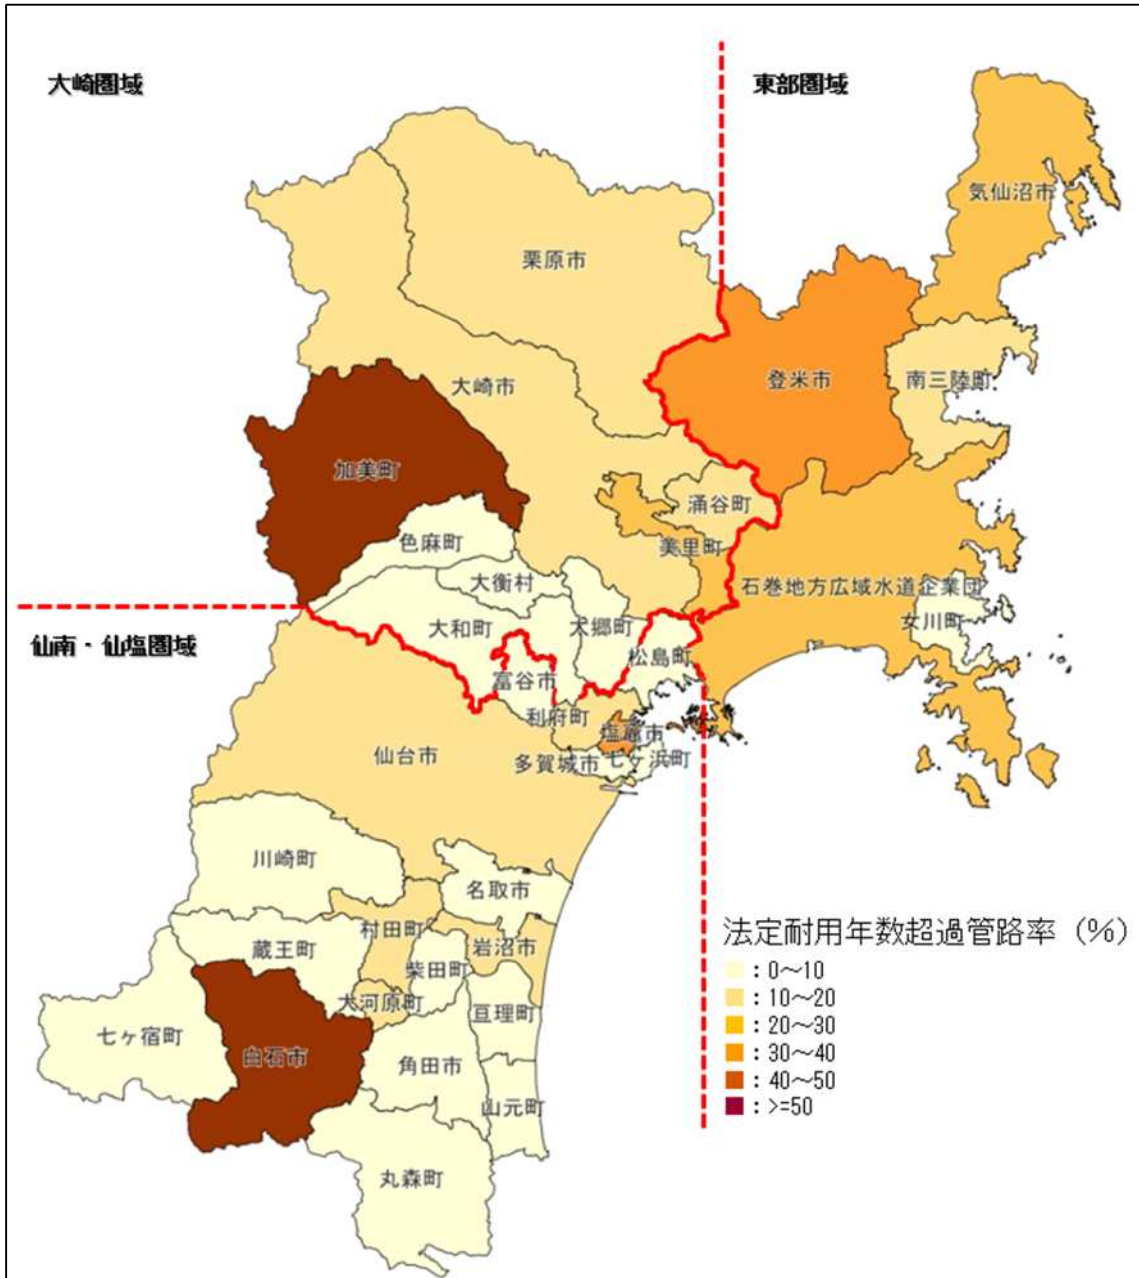 大崎圏域
東部圏域
気仙沼市
栗原市
登米市
南三陸町
大崎市
加美町
涌谷町
色麻町
美里町
大衡村
石巻地方広域水道企業団
女川町
大和町
大郷町
仙南・仙塩圏域
松島町
富谷市
利府町
塩竈市
仙台市
多賀城市
七ヶ浜町
川崎町
名取市
村田町
岩沼市
蔵王町
柴田町
大河原町
亘理町
七ヶ宿町
白石市
角田市
山元町
丸森町
法定耐用年数超過管路率 (%)
:0~10
:10~20
:20~30
:30~40
:40~50
:>=50